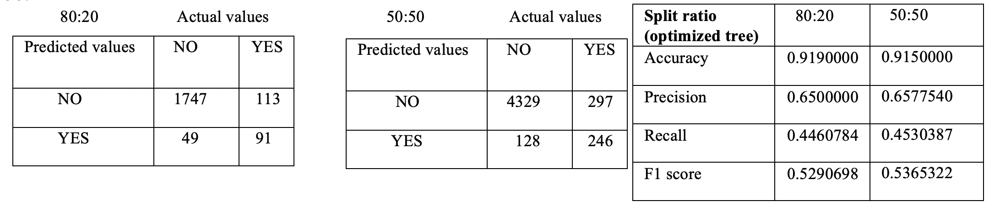 80:20 Actual values
Predicted values NO YES
NO 1747 113
YES 49 91
50:50 Actual values
Predicted values NO YES
NO 4329 297
YES 128 246
Split ratio 80:20 50:50
(optimized tree)
Accuracy 0.9190000 0.9150000
Precision 0.6500000 0.6577540
Recall 0.4460784 0.4530387
F1 score 0.5290698 0.5365322